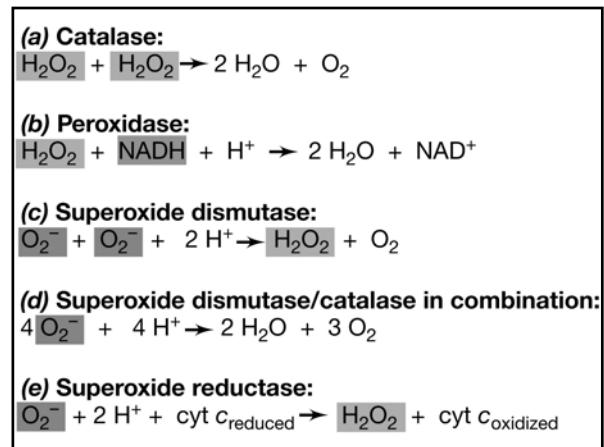 (a) Catalase:
H₂O₂ + H₂O₂ → 2 H₂O + O₂
(b) Peroxidase:
H₂O₂ + NADH + H⁺ → 2 H₂O + NAD⁺
(c) Superoxide dismutase:
O₂⁻ + O₂⁻ + 2 H⁺ → H₂O₂ + O₂
(d) Superoxide dismutase/catalase in combination:
4 O₂⁻ + 4 H⁺ → 2 H₂O + 3 O₂
(e) Superoxide reductase:
O₂⁻ + 2 H⁺ + cyt c reduced → H₂O₂ + cyt c oxidized